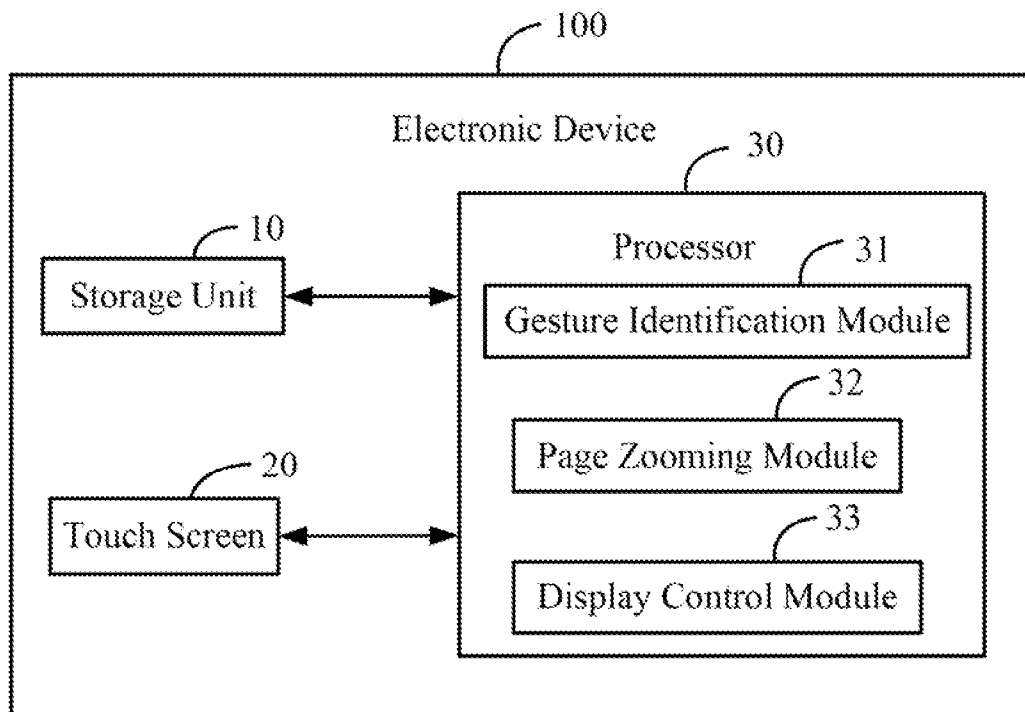 100
Electronic Device
30
10
Processor
31
Storage Unit
Gesture Identification Module
32
20
Page Zooming Module
Touch Screen
33
Display Control Module